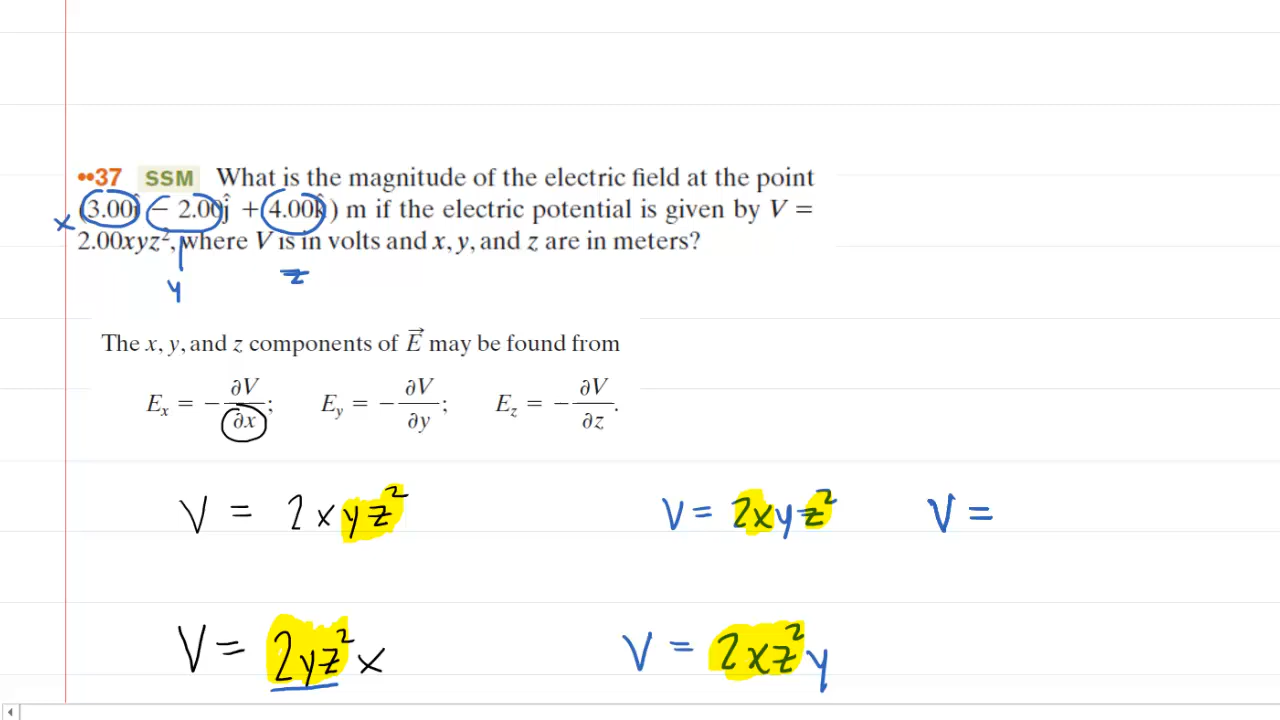 ••37 SSM What is the magnitude of the electric field at the point
x (3.00î − 2.00ĵ + 4.00k̂) m if the electric potential is given by V =
2.00xyz², where V is in volts and x, y, and z are in meters?
y z
The x, y, and z components of E⃗ may be found from
Eₓ = −∂V/∂x; E_y = −∂V/∂y; E_z = −∂V/∂z.
V = 2xyz² V = 2xyz² V =
V = 2yz²x V = 2xz²y